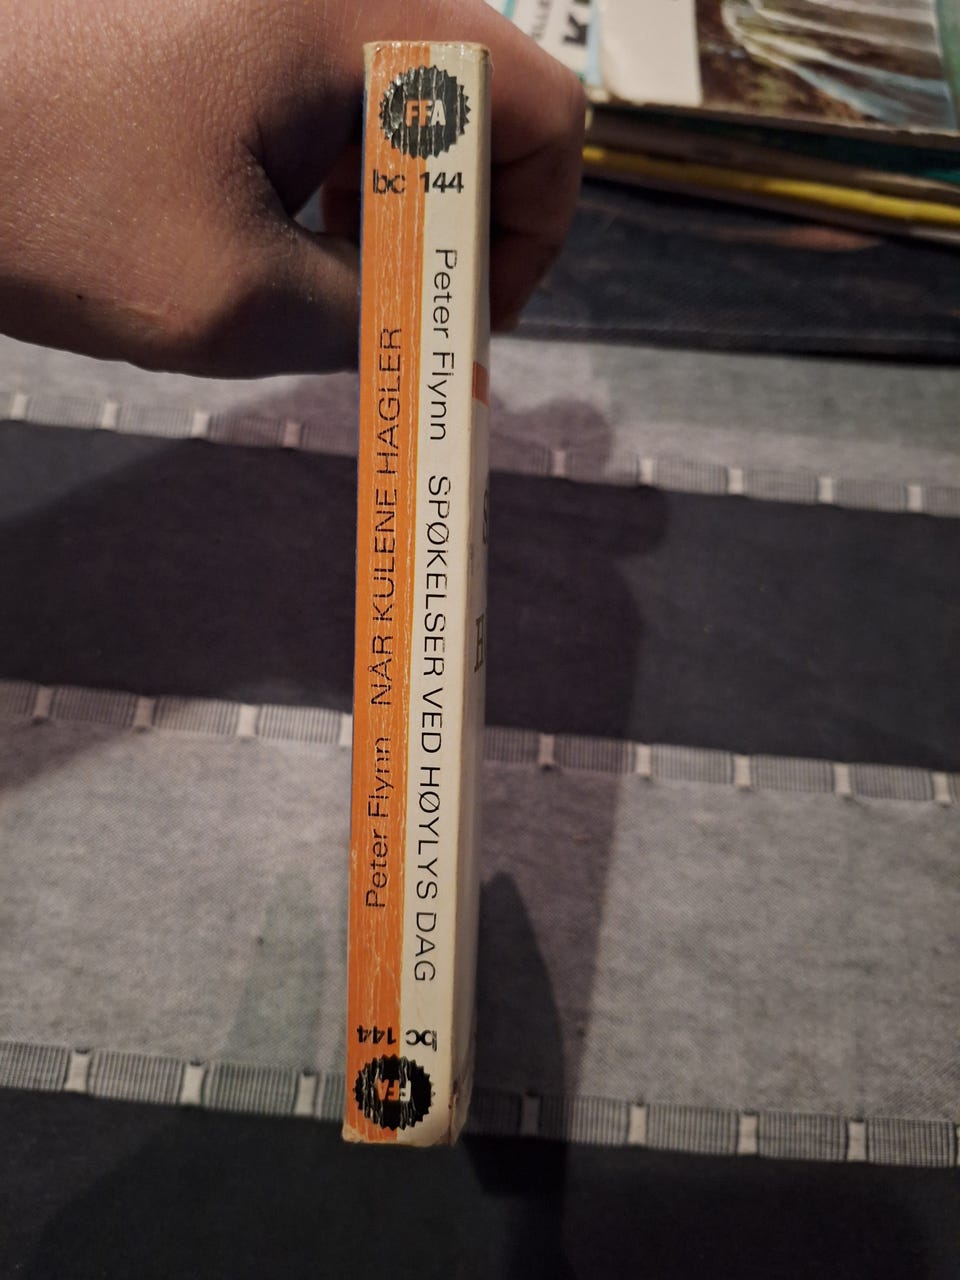 FFA
bc 144
Peter Flynn NÅR KULENE HAGLER
Peter Flynn SPØKELSER VED HØYLYS DAG
bc 144
FFA